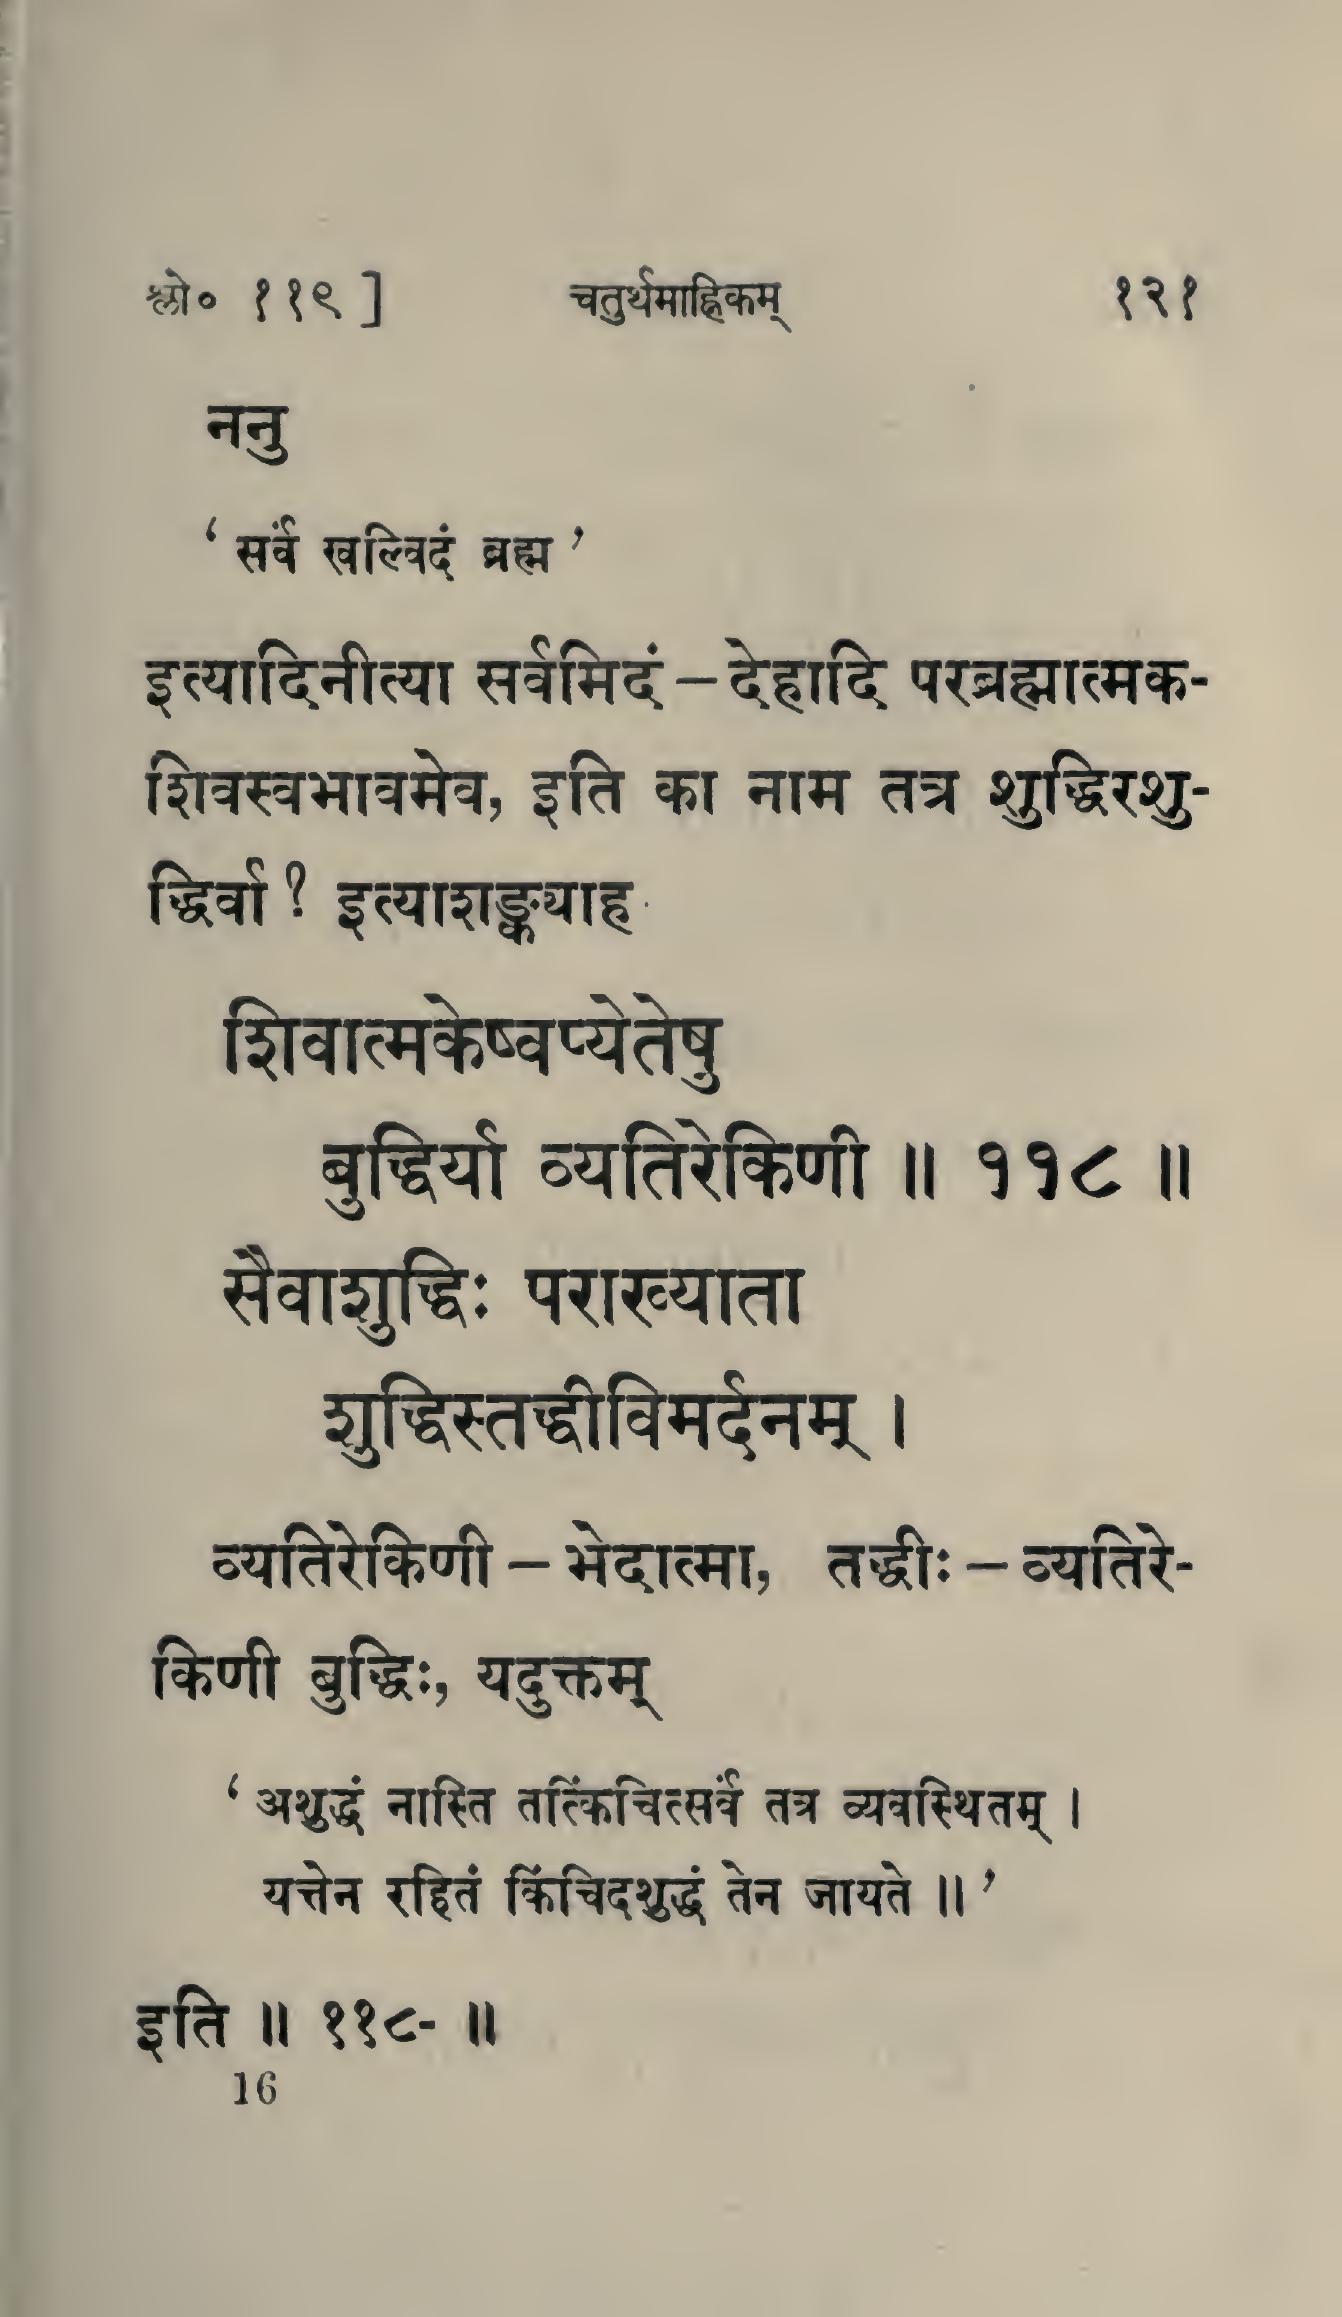 श्लो० ११९ ] चतुर्थमाह्निकम् १२१
ननु
‘ सर्वं खल्विदं ब्रह्म ’
इत्यादिनीत्या सर्वमिदं – देहादि परब्रह्मात्मक-
शिवस्वभावमेव, इति का नाम तत्र शुद्धिरशु-
द्धिर्वा ? इत्याशङ्क्याह
शिवात्मकेष्वप्येतेषु
बुद्धिर्या व्यतिरेकिणी ॥ ११८ ॥
सैवाशुद्धिः पराख्याता
शुद्धिस्तद्धीविमर्दनम् ।
व्यतिरेकिणी – भेदात्मा, तद्धीः – व्यतिरे-
किणी बुद्धिः, यदुक्तम्
‘ अशुद्धं नास्ति तत्किंचित्सर्वं तत्र व्यवस्थितम् ।
यत्तेन रहितं किंचिदशुद्धं तेन जायते ॥ ’
इति ॥ ११८- ॥
16